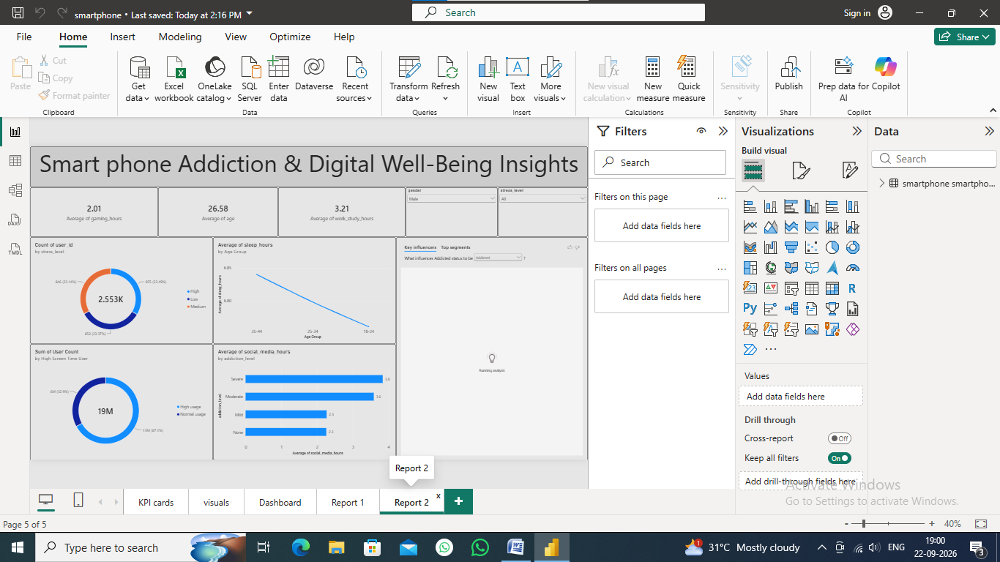 smartphone • Last saved: Today at 2:16 PM
Search
Sign in
File
Home
Insert
Modeling
View
Optimize
Help
Share
Paste
Cut
Copy
Format painter
Clipboard
Get data
Excel workbook
OneLake catalog
SQL Server
Enter data
Dataverse
Recent sources
Data
Transform data
Refresh
Queries
New visual
Text box
More visuals
Insert
New visual calculation
New measure
Quick measure
Calculations
Sensitivity
Sensitivity
Publish
Share
Prep data for AI
Copilot
Copilot
DAX
TMDL
Smart phone Addiction & Digital Well-Being Insights
2.01
Average of gaming_hours
26.58
Average of age
3.21
Average of work_study_hours
gender
Male
stress_level
All
Count of user_id
by stress_level
846 (33.14%)
855 (33.49%)
2.553K
852 (33.37%)
High
Low
Medium
Average of sleep_hours
by Age Group
Average of sleep_hours
6.85
6.80
35-44
25-34
18-24
Age Group
Key influencers
Top segments
What influences Addicted status to be
Addicted
?
Running analysis
Sum of User Count
by High Screen Time User
6M (32.9%)
19M
13M (67.1%)
High usage
Normal usage
Average of social_media_hours
by addiction_level
addiction_level
Severe
3.8
Moderate
3.6
Mild
2.3
None
2.3
0
1
2
3
4
Average of social_media_hours
Report 2
Filters
Search
Filters on this page
...
Add data fields here
Filters on all pages
...
Add data fields here
Visualizations
Build visual
123
R
Py
...
Values
Add data fields here
Drill through
Cross-report
Off
Keep all filters
On
Add drill-through fields here
Data
Search
smartphone smartpho...
Activate Windows
Go to Settings to activate Windows.
KPI cards
visuals
Dashboard
Report 1
Report 2
x
+
Page 5 of 5
-
+
40%
Type here to search
W
1
31°C Mostly cloudy
ENG
19:00
22-09-2026
3